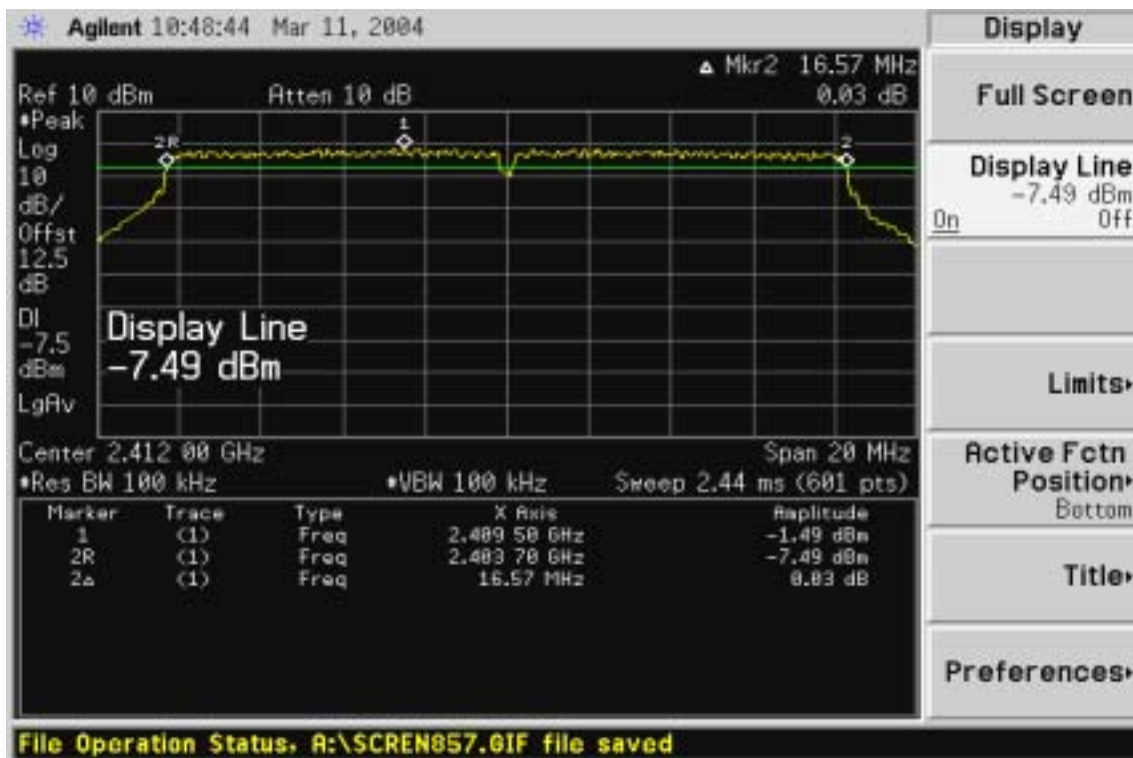 Agilent 10:48:44 Mar 11, 2004
Display
Δ Mkr2 16.57 MHz
Ref 10 dBm Atten 10 dB 0.03 dB
Full Screen
•Peak
Log
10
dB/
Offst
12.5
dB
DI
-7.5
dBm
LgAv
2R
1
2
Display Line
-7.49 dBm
Display Line
-7.49 dBm
On Off
Limits▸
Center 2.412 00 GHz Span 20 MHz
•Res BW 100 kHz •VBW 100 kHz Sweep 2.44 ms (601 pts)
Active Fctn
Position▸
Bottom
Marker Trace Type X Axis Amplitude
1 (1) Freq 2.409 50 GHz -1.49 dBm
2R (1) Freq 2.403 70 GHz -7.49 dBm
2Δ (1) Freq 16.57 MHz 0.03 dB
Title▸
Preferences▸
File Operation Status, A:\SCREN857.GIF file saved